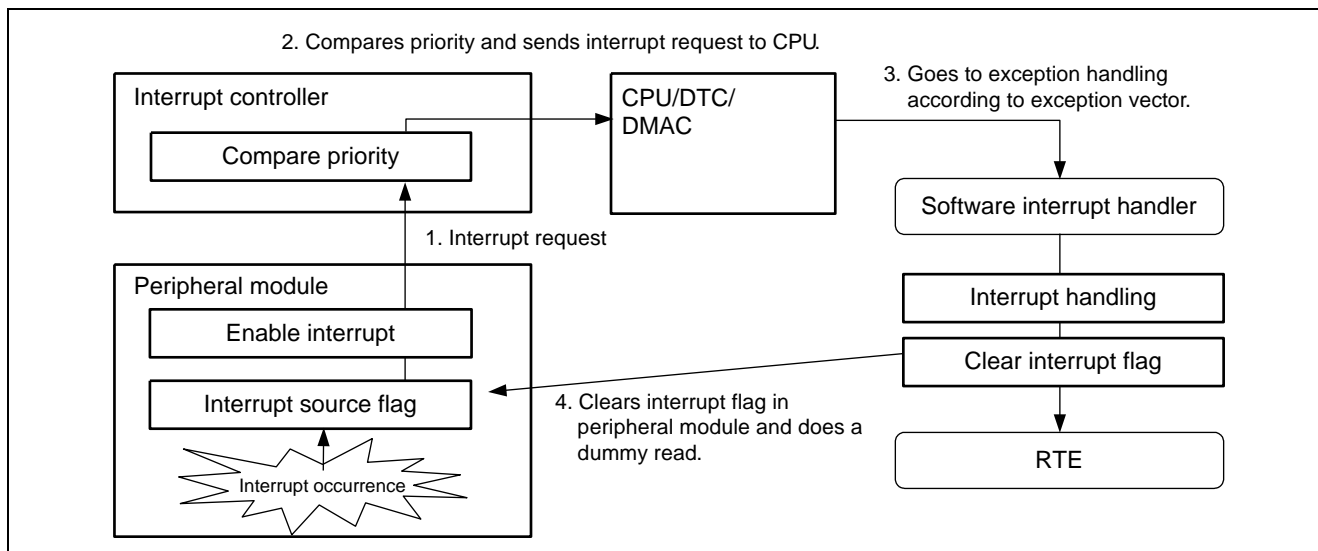 2. Compares priority and sends interrupt request to CPU.
Interrupt controller
Compare priority
CPU/DTC/
DMAC
3. Goes to exception handling
according to exception vector.
Software interrupt handler
1. Interrupt request
Peripheral module
Enable interrupt
Interrupt source flag
Interrupt occurrence
Interrupt handling
Clear interrupt flag
4. Clears interrupt flag in
peripheral module and does a
dummy read.
RTE